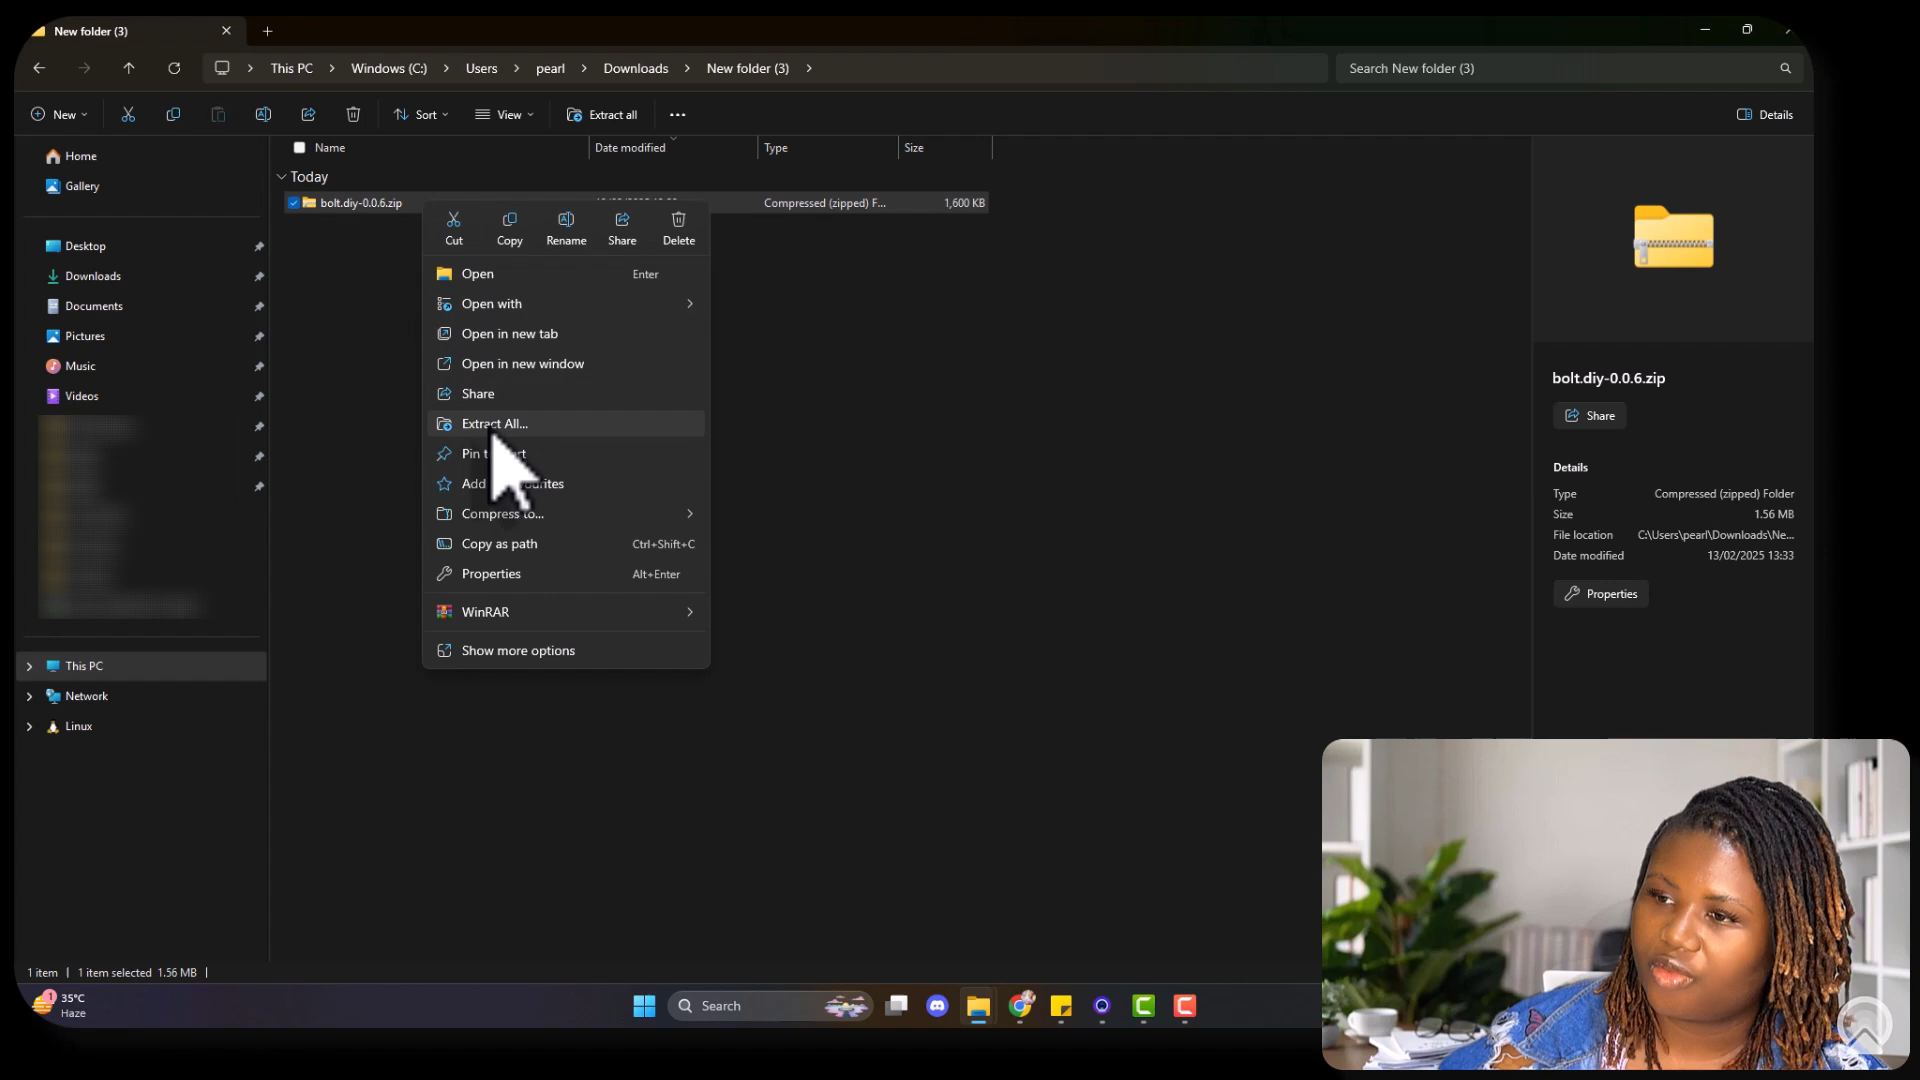 New folder (3)
This PC
Windows (C:)
Users
pearl
Downloads
New folder (3)
Search New folder (3)
New
Sort
View
Extract all
Details
Home
Gallery
Desktop
Downloads
Documents
Pictures
Music
Videos
This PC
Network
Linux
Name
Date modified
Type
Size
Today
bolt.diy-0.0.6.zip
Compressed (zipped) F...
1,600 KB
Cut
Copy
Rename
Share
Delete
Open Enter
Open with
Open in new tab
Open in new window
Share
Extract All...
Pin
Add
Compress to...
Copy as path Ctrl+Shift+C
Properties Alt+Enter
WinRAR
Show more options
bolt.diy-0.0.6.zip
Share
Details
Type Compressed (zipped) Folder
Size 1.56 MB
File location C:\Users\pearl\Downloads\Ne...
Date modified 13/02/2025 13:33
Properties
1 item
1 item selected 1.56 MB
1
35°C
Haze
Search